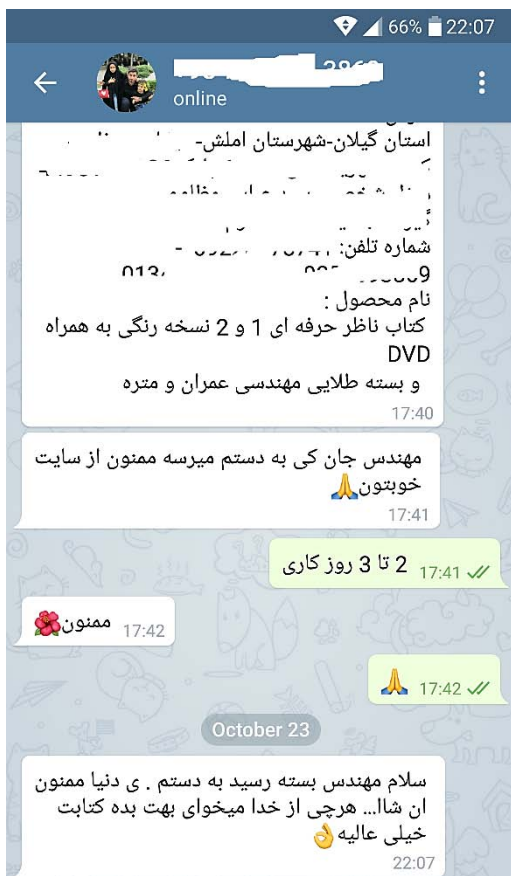 66% 22:07
online
استان گیلان-شهرستان املش-
شماره تلفن:
نام محصول :
کتاب ناظر حرفه ای 1 و 2 نسخه رنگی به همراه
DVD
و بسته طلایی مهندسی عمران و متره
17:40
مهندس جان کی به دستم میرسه ممنون از سایت
خوبتون🙏
17:41
2 تا 3 روز کاری 17:41
ممنون🌺 17:42
🙏 17:42
October 23
سلام مهندس بسته رسید به دستم . ی دنیا ممنون
ان شاا... هرچی از خدا میخوای بهت بده کتابت
خیلی عالیه👌
22:07